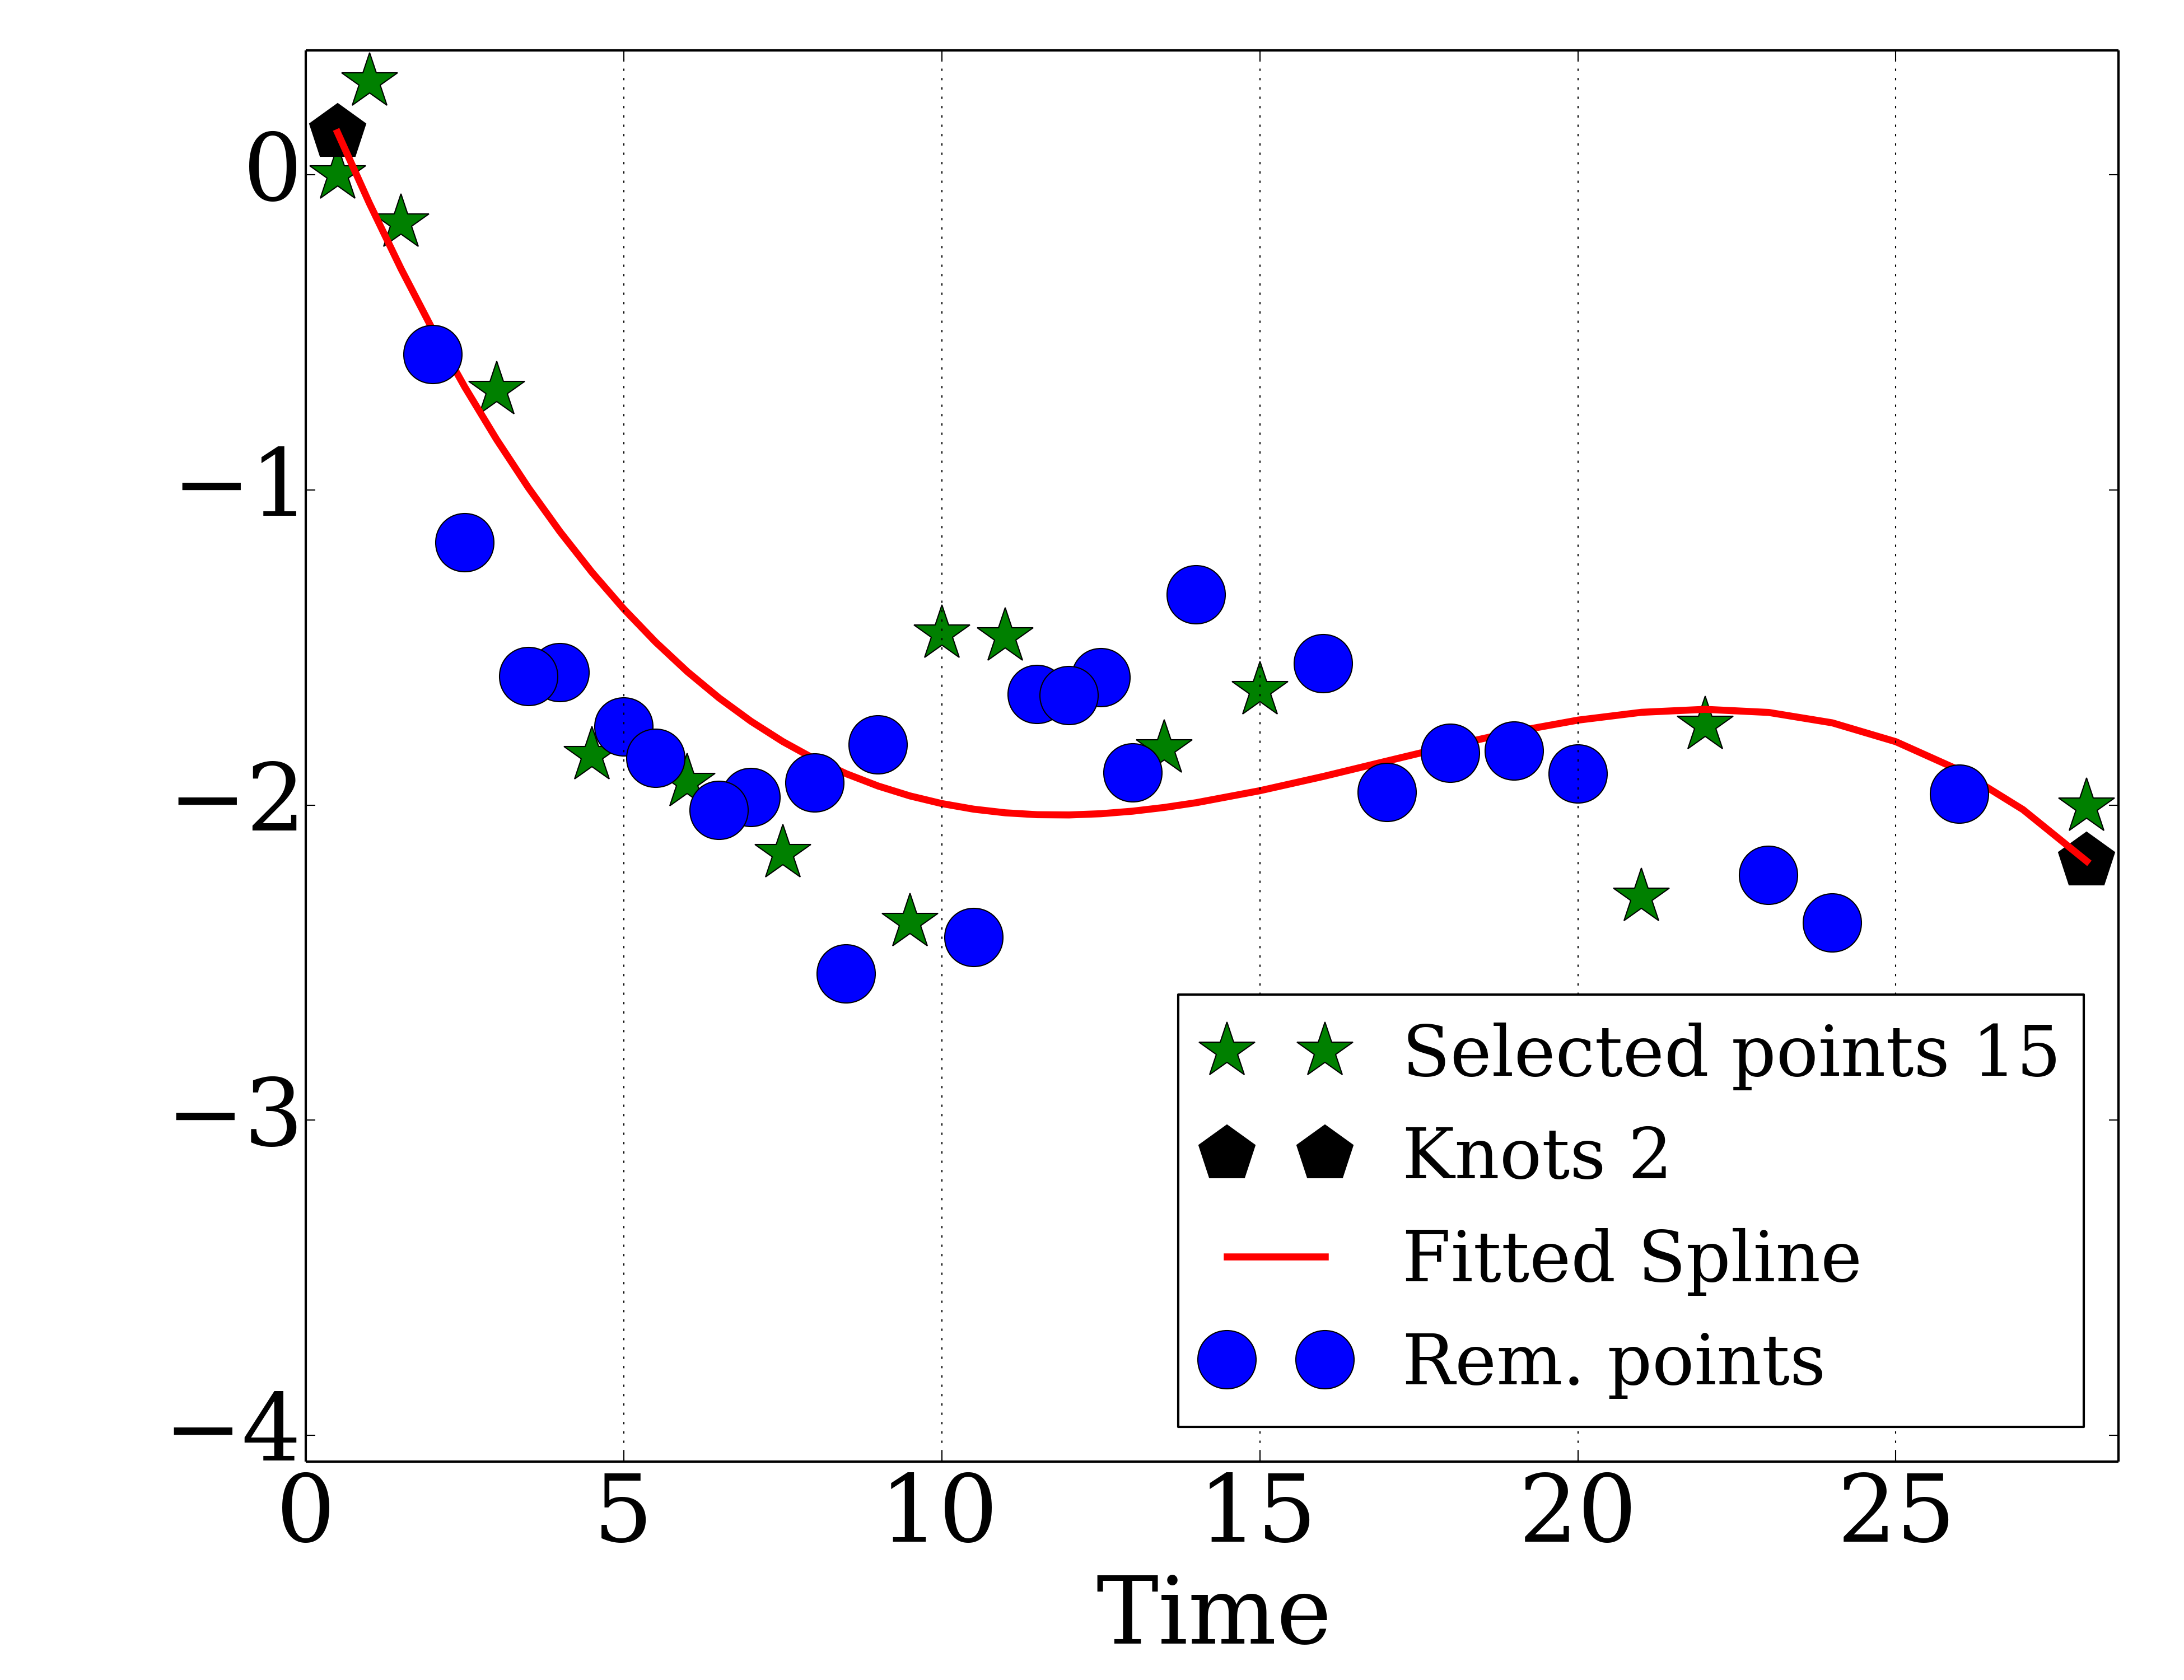 0
−1
−2
−3
−4
0 5 10 15 20 25
Time
Selected points 15
Knots 2
Fitted Spline
Rem. points